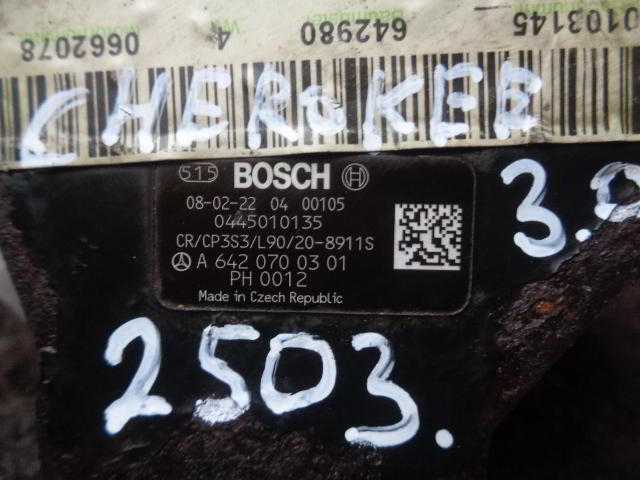 0662078 4 642980 0103145
CHEROKEE
515 BOSCH
08-02-22 04 00105
0445010135
CR/CP3S3/L90/20-8911S
A 642 070 03 01
PH 0012
Made in Czech Republic
3.0
2503.